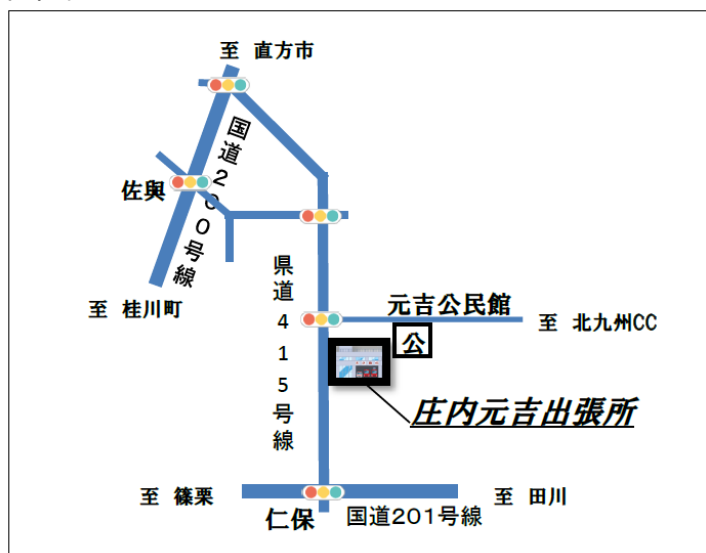 至 直方市
国道200号線
佐與
至 桂川町
県道415号線
元吉公民館
至 北九州CC
公
庄内元吉出張所
至 篠栗
至 田川
仁保
国道201号線